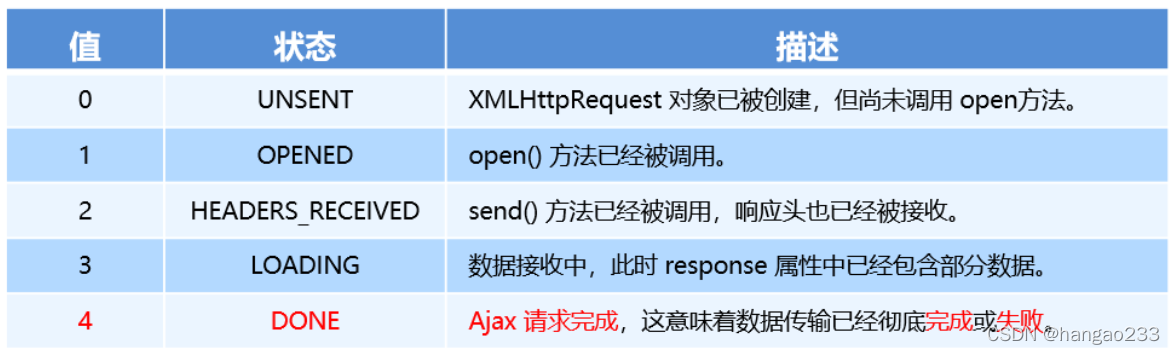 值 状态 描述
0 UNSENT XMLHttpRequest 对象已被创建，但尚未调用 open方法。
1 OPENED open() 方法已经被调用。
2 HEADERS_RECEIVED send() 方法已经被调用，响应头也已经被接收。
3 LOADING 数据接收中，此时 response 属性中已经包含部分数据。
4 DONE Ajax 请求完成，这意味着数据传输已经彻底完成或失败。
CSDN @hangao233